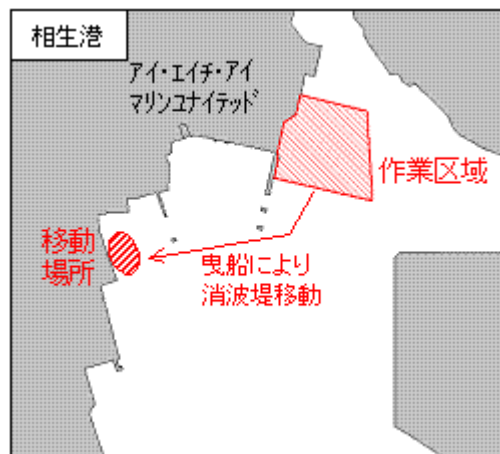 相生港
アイ・エイチ・アイ
マリンユナイテッド
作業区域
移動
場所
曳船により
消波堤移動